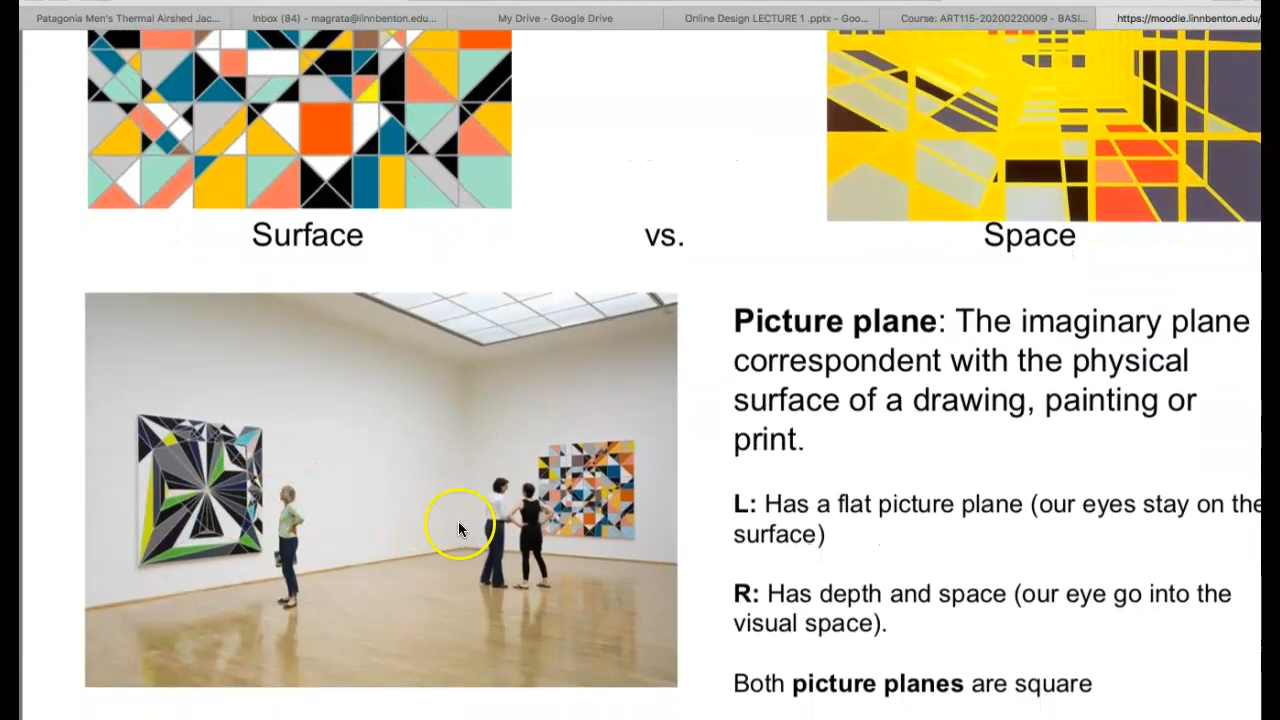 Patagonia Men's Thermal Airshed Jac...
Inbox (84) - magrata@linnbenton.edu...
My Drive - Google Drive
Online Design LECTURE 1 .pptx - Goo...
Course: ART115-20200220009 - BASI...
https://moodle.linnbenton.edu/
Surface vs. Space
Picture plane: The imaginary plane
correspondent with the physical
surface of a drawing, painting or
print.
L: Has a flat picture plane (our eyes stay on the
surface)
R: Has depth and space (our eye go into the
visual space).
Both picture planes are square